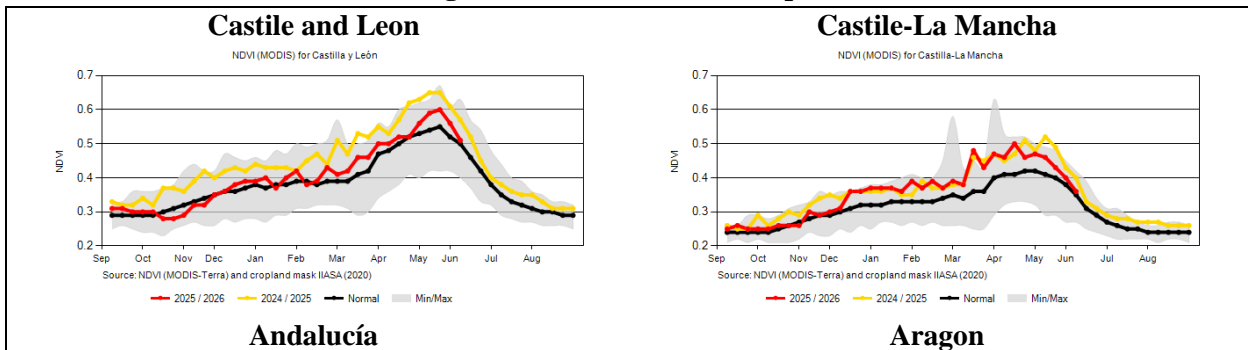 Castile and Leon
NDVI (MODIS) for Castilla y León
0.7
0.6
0.5
0.4
0.3
0.2
NDVI
Sep Oct Nov Dec Jan Feb Mar Apr May Jun Jul Aug
Source: NDVI (MODIS-Terra) and cropland mask IIASA (2020)
2025 / 2026 2024 / 2025 Normal Min/Max
Castile-La Mancha
NDVI (MODIS) for Castilla-La Mancha
0.7
0.6
0.5
0.4
0.3
0.2
NDVI
Sep Oct Nov Dec Jan Feb Mar Apr May Jun Jul Aug
Source: NDVI (MODIS-Terra) and cropland mask IIASA (2020)
2025 / 2026 2024 / 2025 Normal Min/Max
Andalucía
Aragon